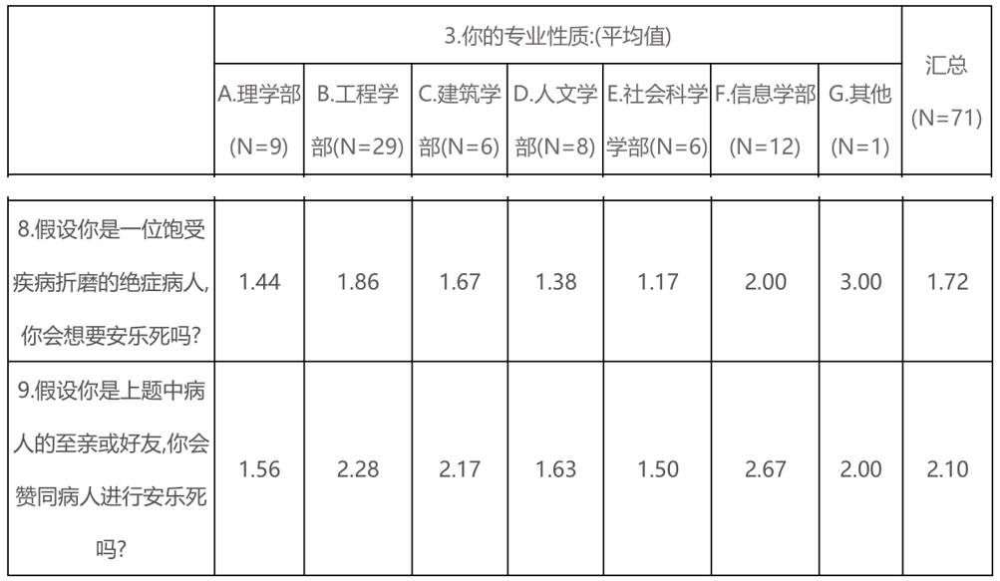 3.你的专业性质:(平均值)
汇总
(N=71)
A.理学部
(N=9)
B.工程学
部(N=29)
C.建筑学
部(N=6)
D.人文学
部(N=8)
E.社会科学
学部(N=6)
F.信息学部
(N=12)
G.其他
(N=1)
8.假设你是一位饱受
疾病折磨的绝症病人,
你会想要安乐死吗?
1.44
1.86
1.67
1.38
1.17
2.00
3.00
1.72
9.假设你是上题中病
人的至亲或好友,你会
赞同病人进行安乐死
吗?
1.56
2.28
2.17
1.63
1.50
2.67
2.00
2.10